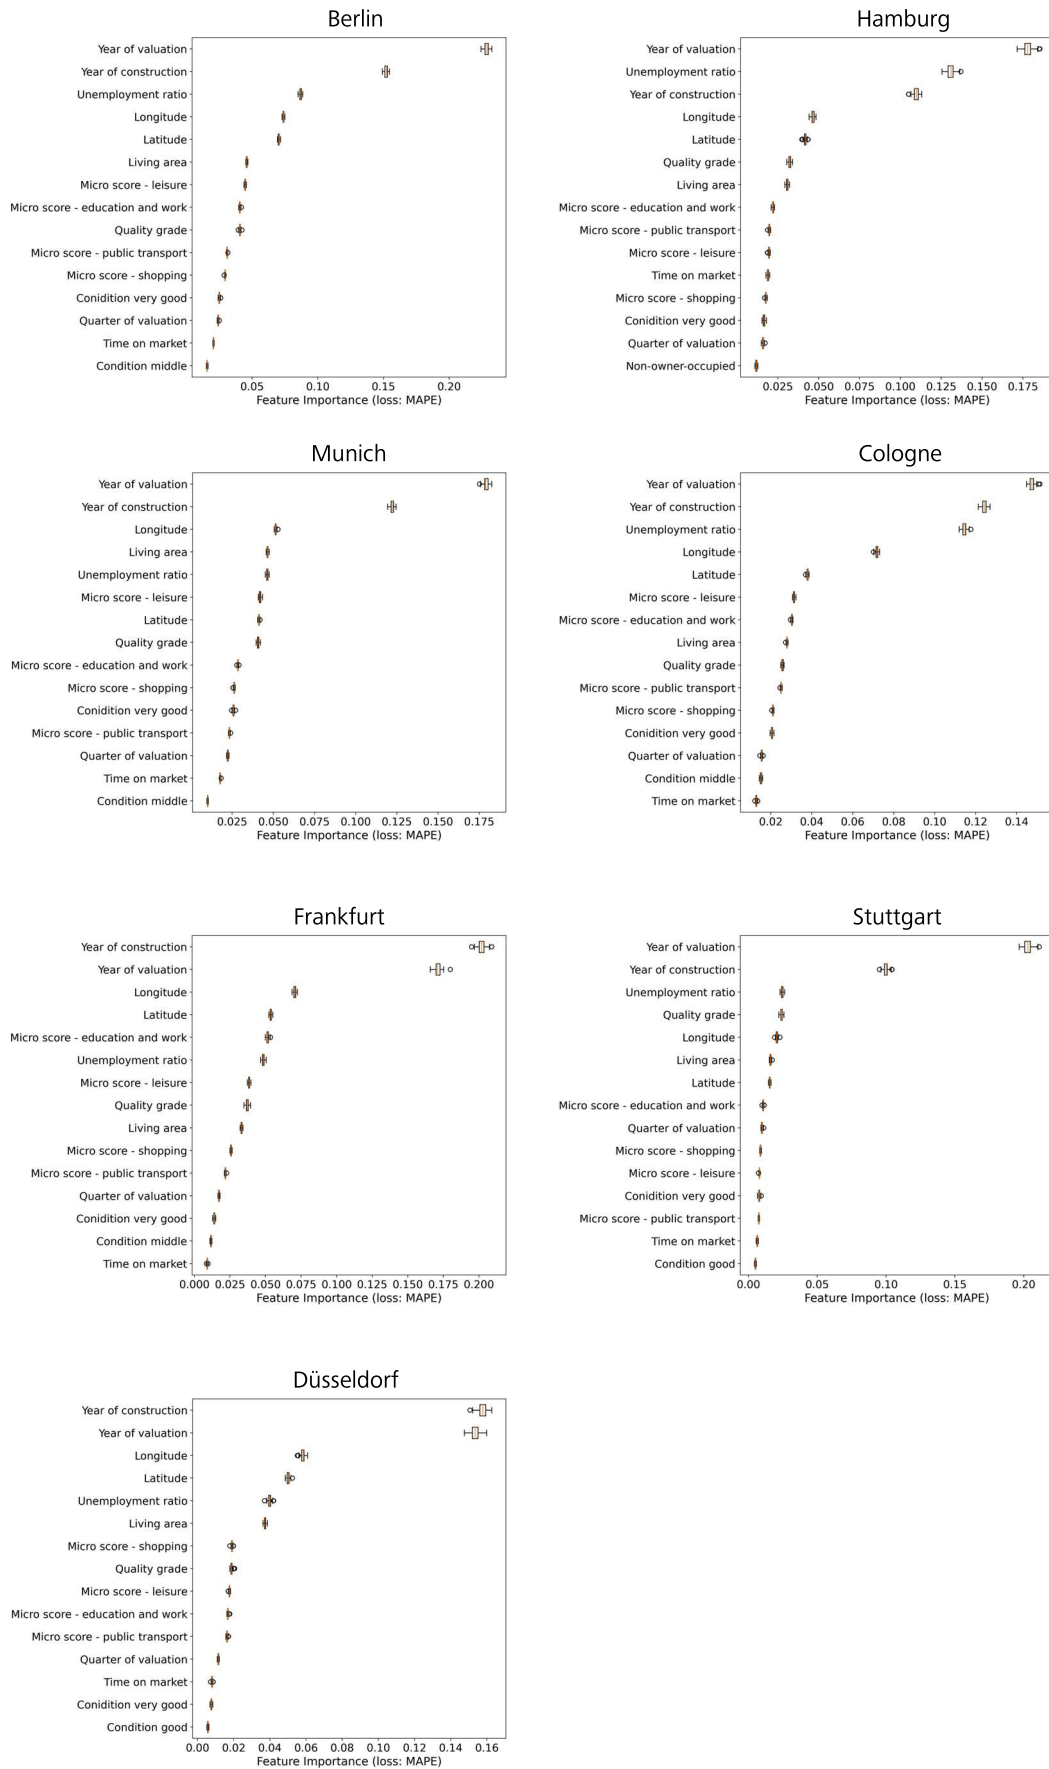 Berlin
Year of valuation
Year of construction
Unemployment ratio
Longitude
Latitude
Living area
Micro score - leisure
Micro score - education and work
Quality grade
Micro score - public transport
Micro score - shopping
Conidition very good
Quarter of valuation
Time on market
Condition middle
0.05 0.10 0.15 0.20
Feature Importance (loss: MAPE)
Hamburg
Year of valuation
Unemployment ratio
Year of construction
Longitude
Latitude
Quality grade
Living area
Micro score - education and work
Micro score - public transport
Micro score - leisure
Time on market
Micro score - shopping
Conidition very good
Quarter of valuation
Non-owner-occupied
0.025 0.050 0.075 0.100 0.125 0.150 0.175
Feature Importance (loss: MAPE)
Munich
Year of valuation
Year of construction
Longitude
Living area
Unemployment ratio
Micro score - leisure
Latitude
Quality grade
Micro score - education and work
Micro score - shopping
Conidition very good
Micro score - public transport
Quarter of valuation
Time on market
Condition middle
0.025 0.050 0.075 0.100 0.125 0.150 0.175
Feature Importance (loss: MAPE)
Cologne
Year of valuation
Year of construction
Unemployment ratio
Longitude
Latitude
Micro score - leisure
Micro score - education and work
Living area
Quality grade
Micro score - public transport
Micro score - shopping
Conidition very good
Quarter of valuation
Condition middle
Time on market
0.02 0.04 0.06 0.08 0.10 0.12 0.14
Feature Importance (loss: MAPE)
Frankfurt
Year of construction
Year of valuation
Longitude
Latitude
Micro score - education and work
Unemployment ratio
Micro score - leisure
Quality grade
Living area
Micro score - shopping
Micro score - public transport
Quarter of valuation
Conidition very good
Condition middle
Time on market
0.000 0.025 0.050 0.075 0.100 0.125 0.150 0.175 0.200
Feature Importance (loss: MAPE)
Stuttgart
Year of valuation
Year of construction
Unemployment ratio
Quality grade
Longitude
Living area
Latitude
Micro score - education and work
Quarter of valuation
Micro score - shopping
Micro score - leisure
Conidition very good
Micro score - public transport
Time on market
Condition good
0.00 0.05 0.10 0.15 0.20
Feature Importance (loss: MAPE)
Düsseldorf
Year of construction
Year of valuation
Longitude
Latitude
Unemployment ratio
Living area
Micro score - shopping
Quality grade
Micro score - leisure
Micro score - education and work
Micro score - public transport
Quarter of valuation
Time on market
Conidition very good
Condition good
0.00 0.02 0.04 0.06 0.08 0.10 0.12 0.14 0.16
Feature Importance (loss: MAPE)